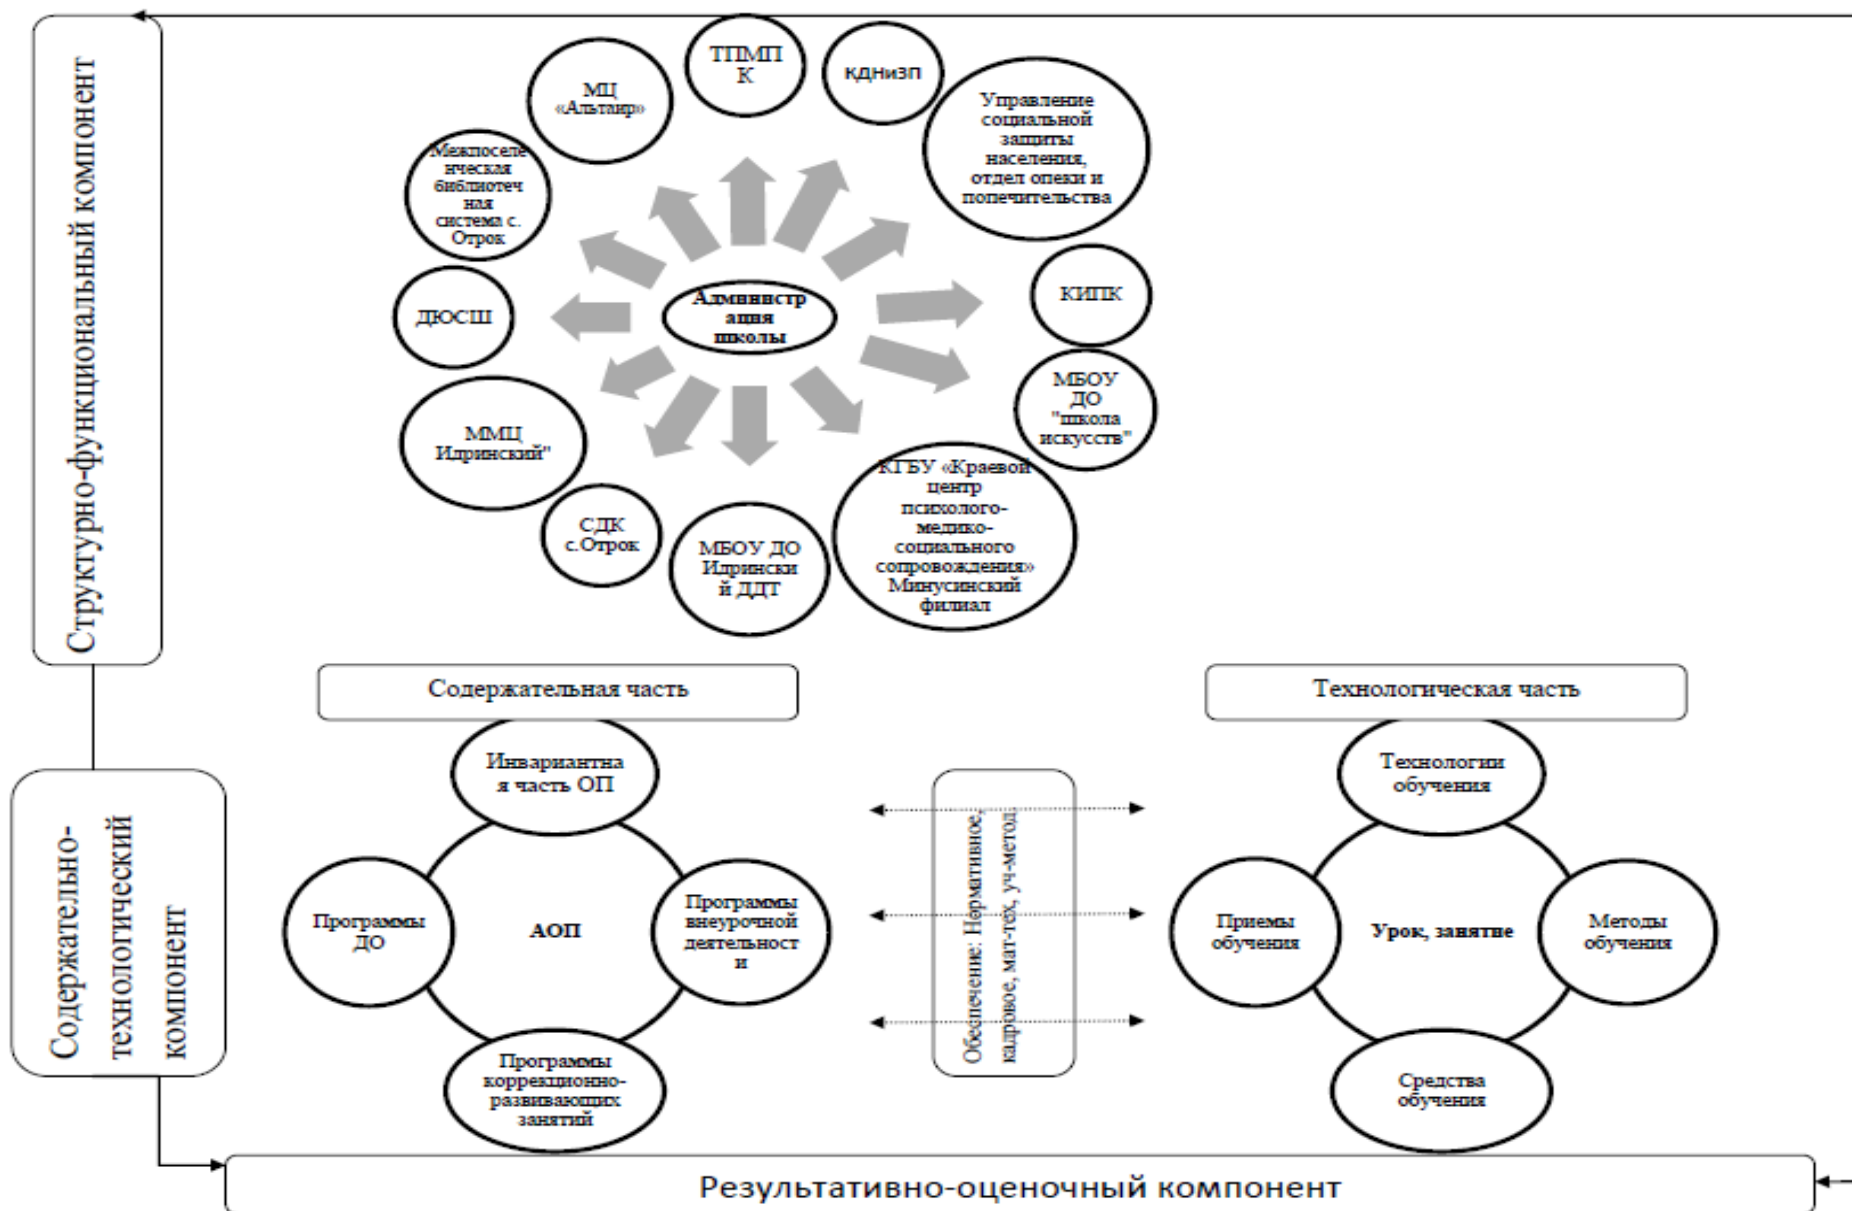 Структурно-функциональный компонент
ТПМП
К
КДНиЗП
МЦ
«Альтаир»
Управление
социальной
защиты
населения,
отдел опеки и
попечительства
Межпоселе
нческая
библиотеч
ная
система с.
Отрок
КИПК
ДЮСШ
Администр
ация
школы
МБОУ
ДО
"школа
искусств"
ММЦ
Идринский"
КГБУ «Краевой
центр
психолого-
медико-
социального
сопровождения»
Минусинский
филиал
СДК
с.Отрок
МБОУ ДО
Идрински
й ДДТ
Содержательно-
технологический
компонент
Содержательная часть
Инвариантна
я часть ОП
Программы
ДО
АОП
Программы
внеурочной
деятельност
и
Программы
коррекционно-
развивающих
занятий
Обеспечение: Нормативное,
кадровое, мат-тех, уч-метод.
Технологическая часть
Технологии
обучения
Приемы
обучения
Урок, занятие
Методы
обучения
Средства
обучения
Результативно-оценочный компонент